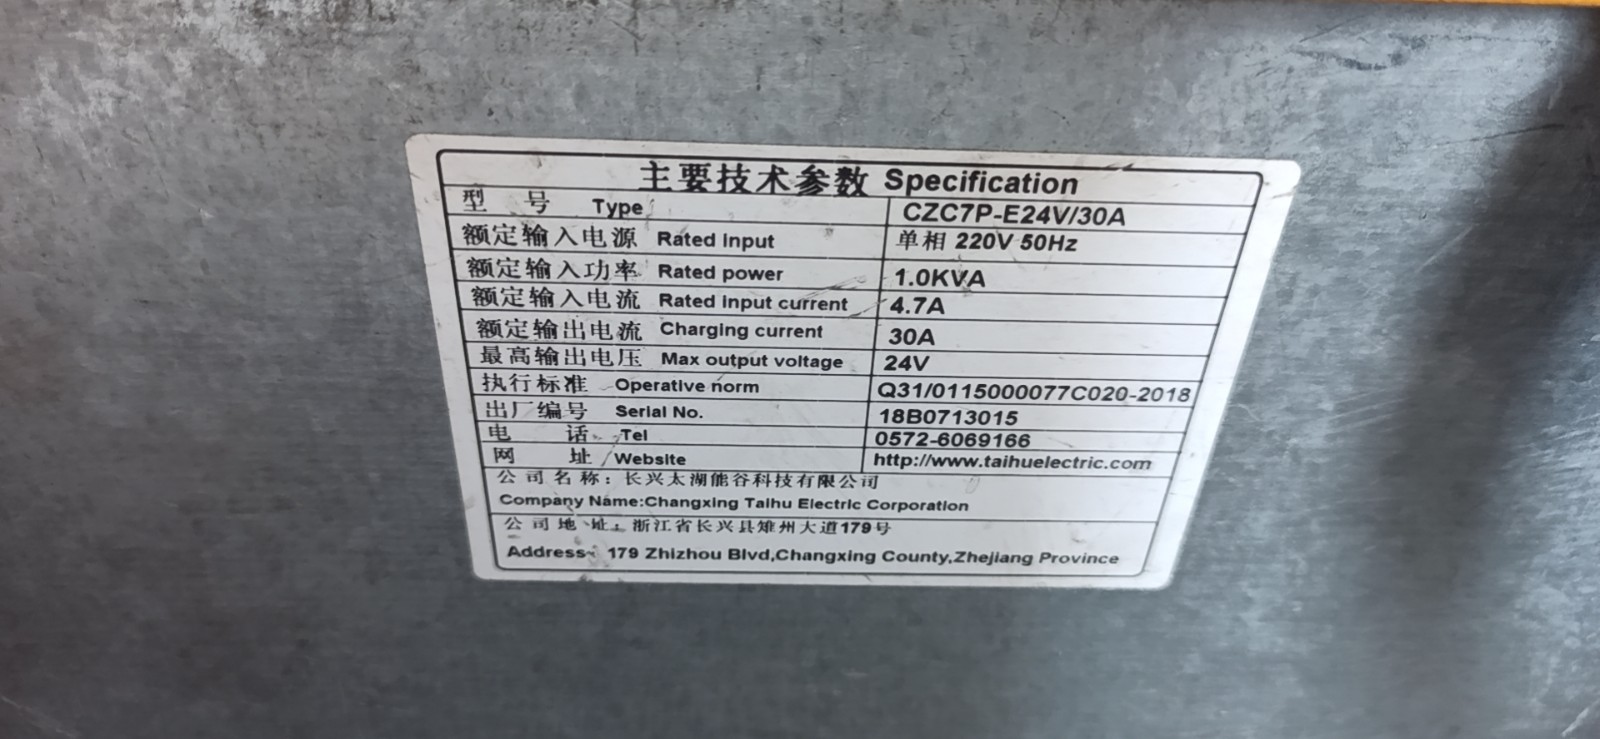 主要技术参数 Specification
型 号 Type CZC7P-E24V/30A
额定输入电源 Rated input 单相 220V 50Hz
额定输入功率 Rated power 1.0KVA
额定输入电流 Rated input current 4.7A
额定输出电流 Charging current 30A
最高输出电压 Max output voltage 24V
执行标准 Operative norm Q31/0115000077C020-2018
出厂编号 Serial No. 18B0713015
电 话 Tel 0572-6069166
网 址 Website http://www.taihuelectric.com
公司名称：长兴太湖能谷科技有限公司
Company Name:Changxing Taihu Electric Corporation
公司地址：浙江省长兴县雉州大道179号
Address: 179 Zhizhou Blvd,Changxing County,Zhejiang Province